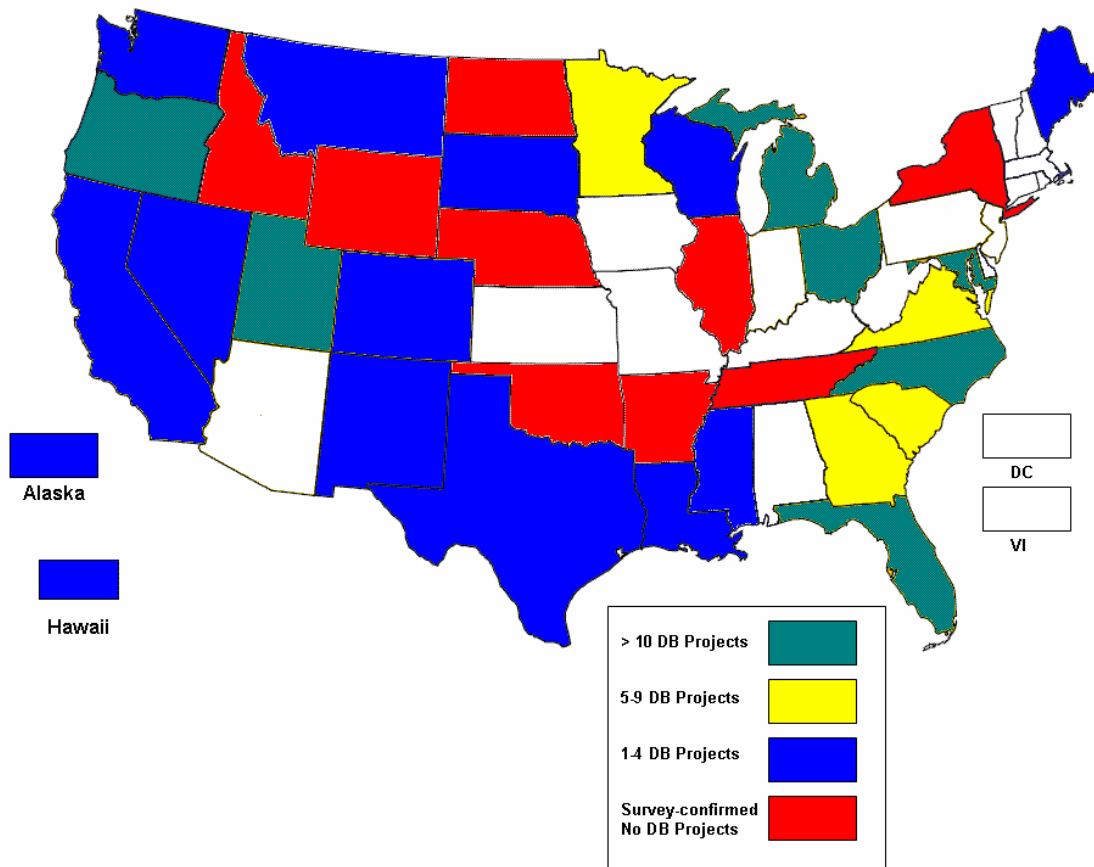 Alaska
Hawaii
DC
VI
> 10 DB Projects
5-9 DB Projects
1-4 DB Projects
Survey-confirmed
No DB Projects